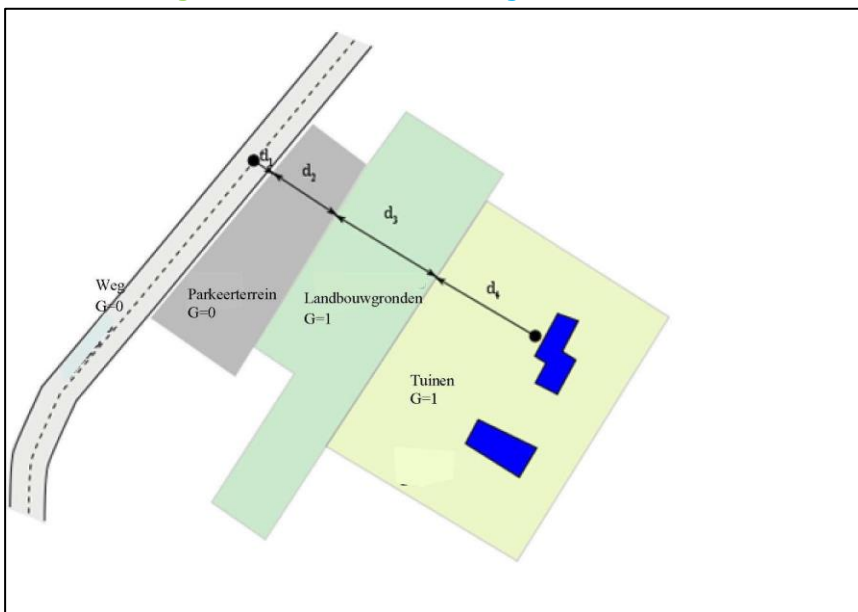 d₁
d₂
d₃
d₄
Weg
G=0
Parkeerterrein
G=0
Landbouwgronden
G=1
Tuinen
G=1